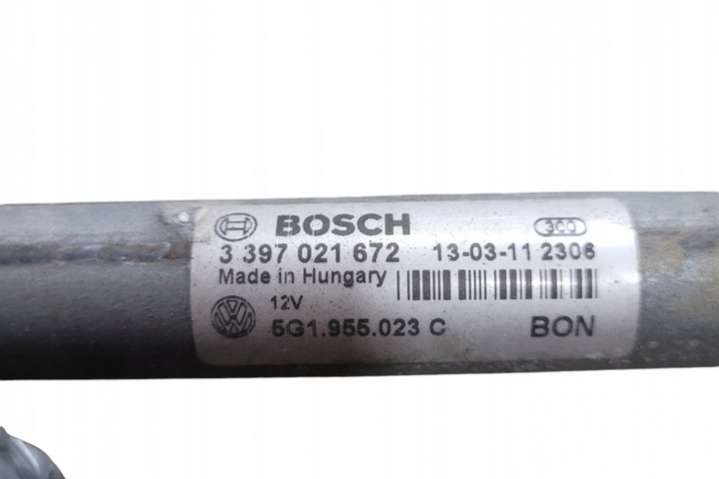 BOSCH 300
3 397 021 672 13-03-11 2306
Made in Hungary
12V
5G1.955.023 C BON